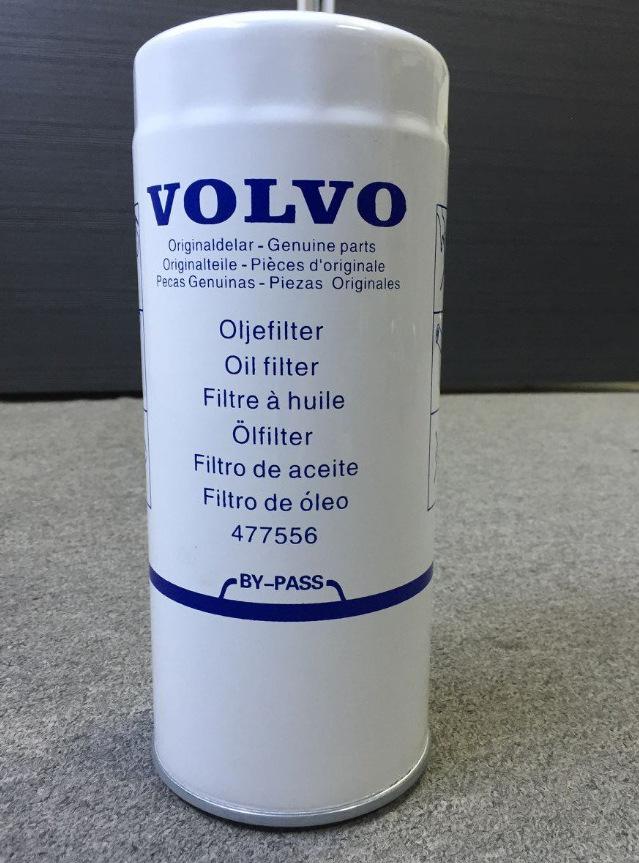 VOLVO
Originaldelar - Genuine parts
Originalteile - Pièces d'originale
Pecas Genuinas - Piezas Originales
Oljefilter
Oil filter
Filtre à huile
Ölfilter
Filtro de aceite
Filtro de óleo
477556
BY-PASS